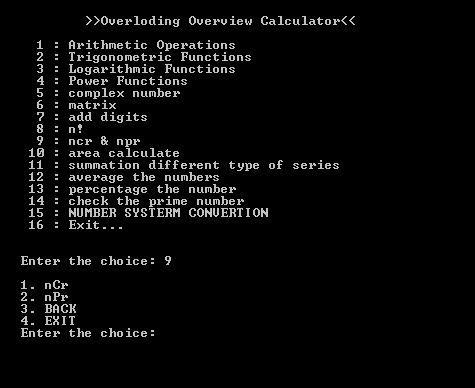 >>Overloding Overview Calculator<<
1 : Arithmetic Operations
2 : Trigonometric Functions
3 : Logarithmic Functions
4 : Power Functions
5 : complex number
6 : matrix
7 : add digits
8 : n!
9 : ncr & npr
10 : area calculate
11 : summation different type of series
12 : average the numbers
13 : percentage the number
14 : check the prime number
15 : NUMBER SYSTERM CONVERTION
16 : Exit...
Enter the choice: 9
1. nCr
2. nPr
3. BACK
4. EXIT
Enter the choice: